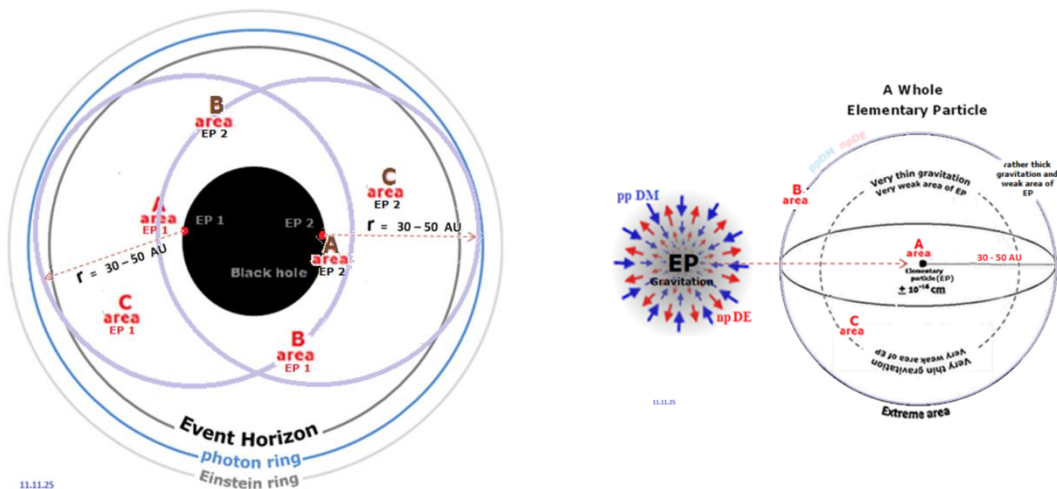 B
area
EP 2
C
area
EP 2
A
area
EP 1
EP 1
EP 2
A
area
EP 2
r = 30 – 50 AU
r = 30 – 50 AU
Black hole
C
area
EP 1
B
area
EP 1
Event Horizon
photon ring
Einstein ring
11.11.25
A Whole
Elementary Particle
ppDM npDE
rather thick
gravitation and
weak area of
EP
Very thin gravitation
Very weak area of EP
B
area
pp DM
EP
Gravitation
np DE
A
area
30 - 50 AU
Elementary
particle(EP)
± 10⁻¹⁶ cm
C
area
Very weak area of EP
Very thin gravitation
Extreme area
11.11.25